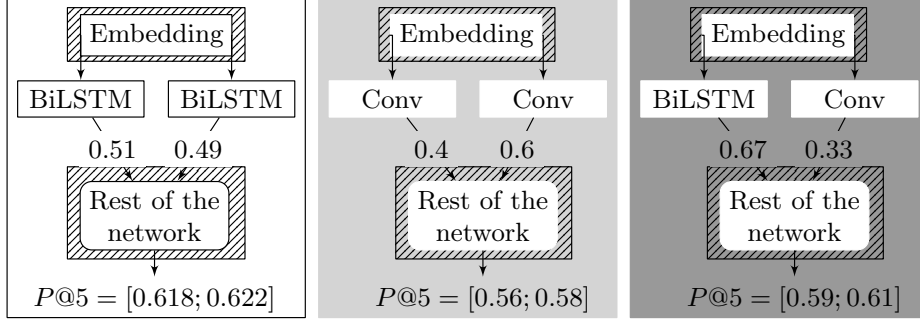 Embedding
BiLSTM BiLSTM
0.51 0.49
Rest of the
network
P@5 = [0.618; 0.622]
Embedding
Conv Conv
0.4 0.6
Rest of the
network
P@5 = [0.56; 0.58]
Embedding
BiLSTM Conv
0.67 0.33
Rest of the
network
P@5 = [0.59; 0.61]